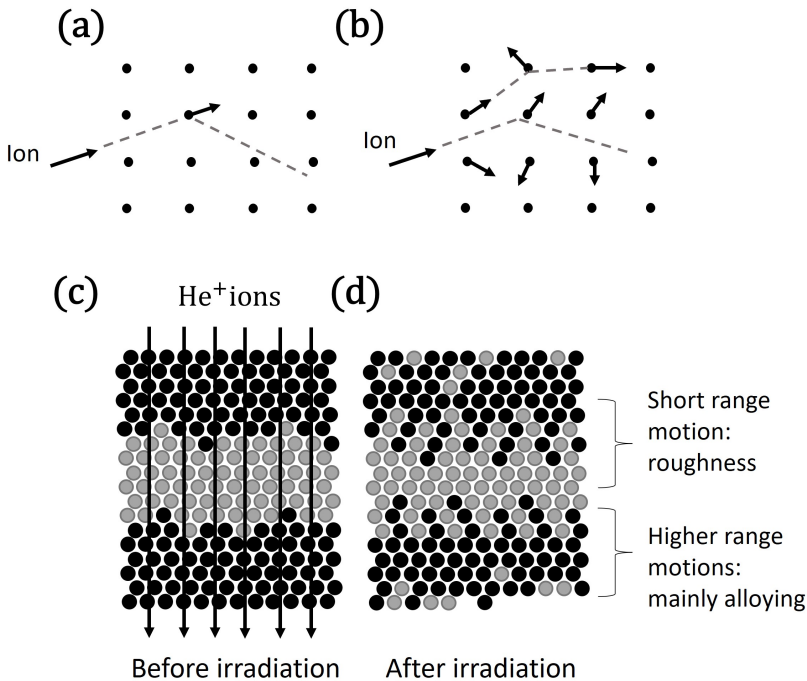 (a)
(b)
Ion
Ion
(c)
He⁺ions
(d)
Short range
motion:
roughness
Higher range
motions:
mainly alloying
Before irradiation
After irradiation